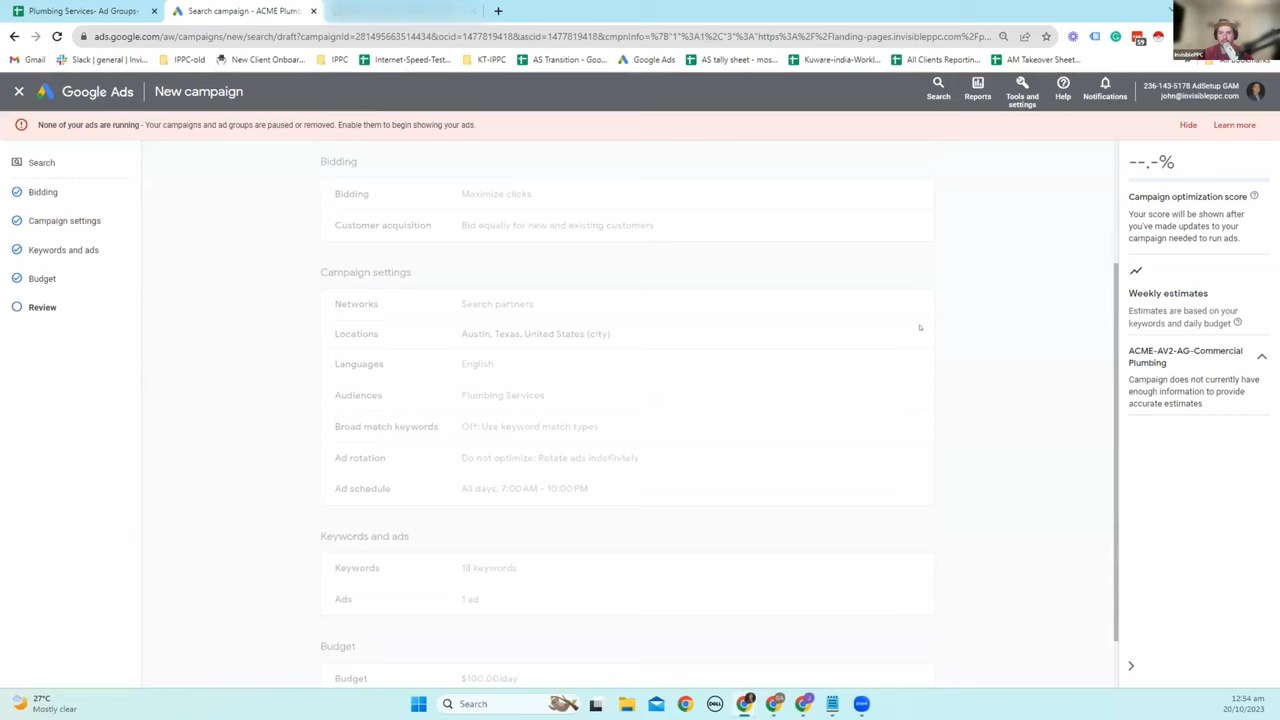 Plumbing Services- Ad Groups-
Search campaign - ACME Plumb
ads.google.com/aw/campaigns/new/search/draft?campaignId=281495663514434&ocid=1477819418&ascid=1477819418&cmpnInfo=%7B"1"%3A1%2C"3"%3A"https%3A%2F%2Flanding-pages.invisibleppc.com%2Fp...
59
Gmail
Slack | general | In...
IPPC-old
New Client Onboar...
IPPC
Internet-Speed-Test...
KT-IPPC
AS Transition - Goo...
Google Ads
AS tally sheet - mos...
Kuware-india-Workl...
All Clients Reportin...
AM Takeover Sheet...
InvisiblePPC
Google Ads
New campaign
Search
Reports
Tools and settings
Help
Notifications
236-143-5178 AdSetup GAM
john@invisibleppc.com
None of your ads are running - Your campaigns and ad groups are paused or removed. Enable them to begin showing your ads.
Hide
Learn more
Search
Bidding
Campaign settings
Keywords and ads
Budget
Review
Bidding
Bidding
Maximize clicks
Customer acquisition
Bid equally for new and existing customers
Campaign settings
Networks
Search partners
Locations
Austin, Texas, United States (city)
Languages
English
Audiences
Plumbing Services
Broad match keywords
Off: Use keyword match types
Ad rotation
Do not optimize: Rotate ads indefinitely
Ad schedule
All days, 7:00 AM - 10:00 PM
Keywords and ads
Keywords
18 keywords
Ads
1 ad
Budget
Budget
$100.00/day
--.-%
Campaign optimization score
Your score will be shown after
you've made updates to your
campaign needed to run ads.
Weekly estimates
Estimates are based on your
keywords and daily budget
ACME-AV2-AG-Commercial
Plumbing
Campaign does not currently have
enough information to provide
accurate estimates
27°C
Mostly clear
Search
DELL
12:54 am
20/10/2023